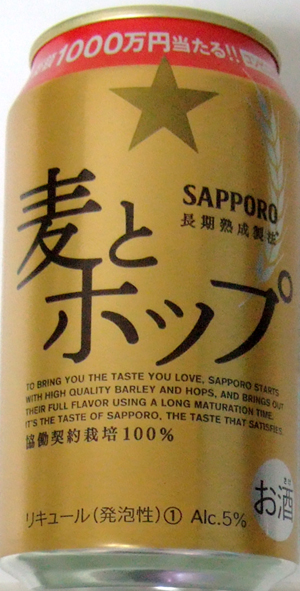 1000万円当たる!!
SAPPORO
長期熟成製法
麦と
ホップ
TO BRING YOU THE TASTE YOU LOVE, SAPPORO STARTS
WITH HIGH QUALITY BARLEY AND HOPS, AND BRINGS OUT
THEIR FULL FLAVOR USING A LONG MATURATION TIME.
IT'S THE TASTE OF SAPPORO, THE TASTE THAT SATISFIES.
協働契約栽培100%
お酒
リキュール(発泡性)① Alc.5%